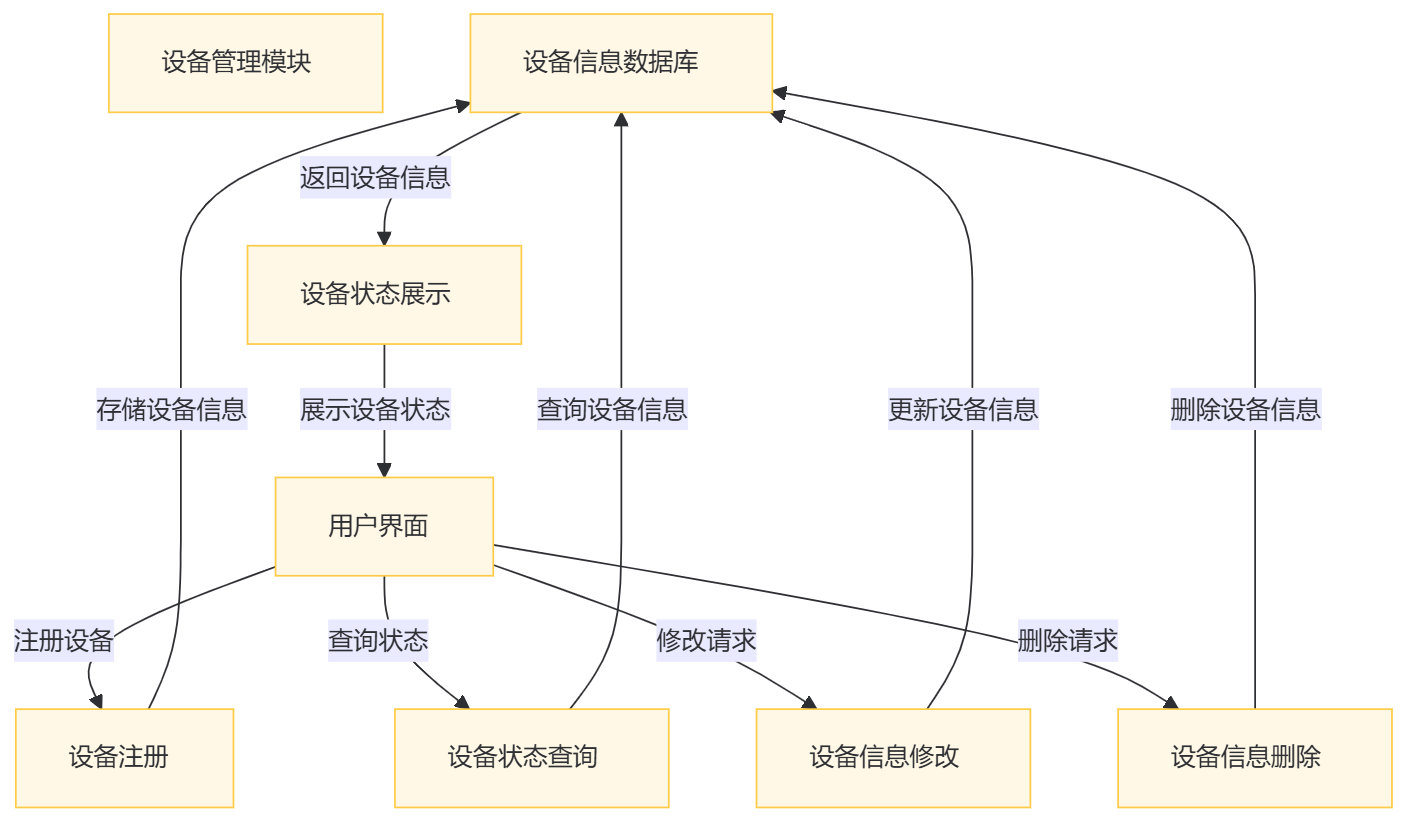 设备管理模块
设备信息数据库
返回设备信息
设备状态展示
存储设备信息
展示设备状态
查询设备信息
更新设备信息
删除设备信息
用户界面
注册设备
查询状态
修改请求
删除请求
设备注册
设备状态查询
设备信息修改
设备信息删除